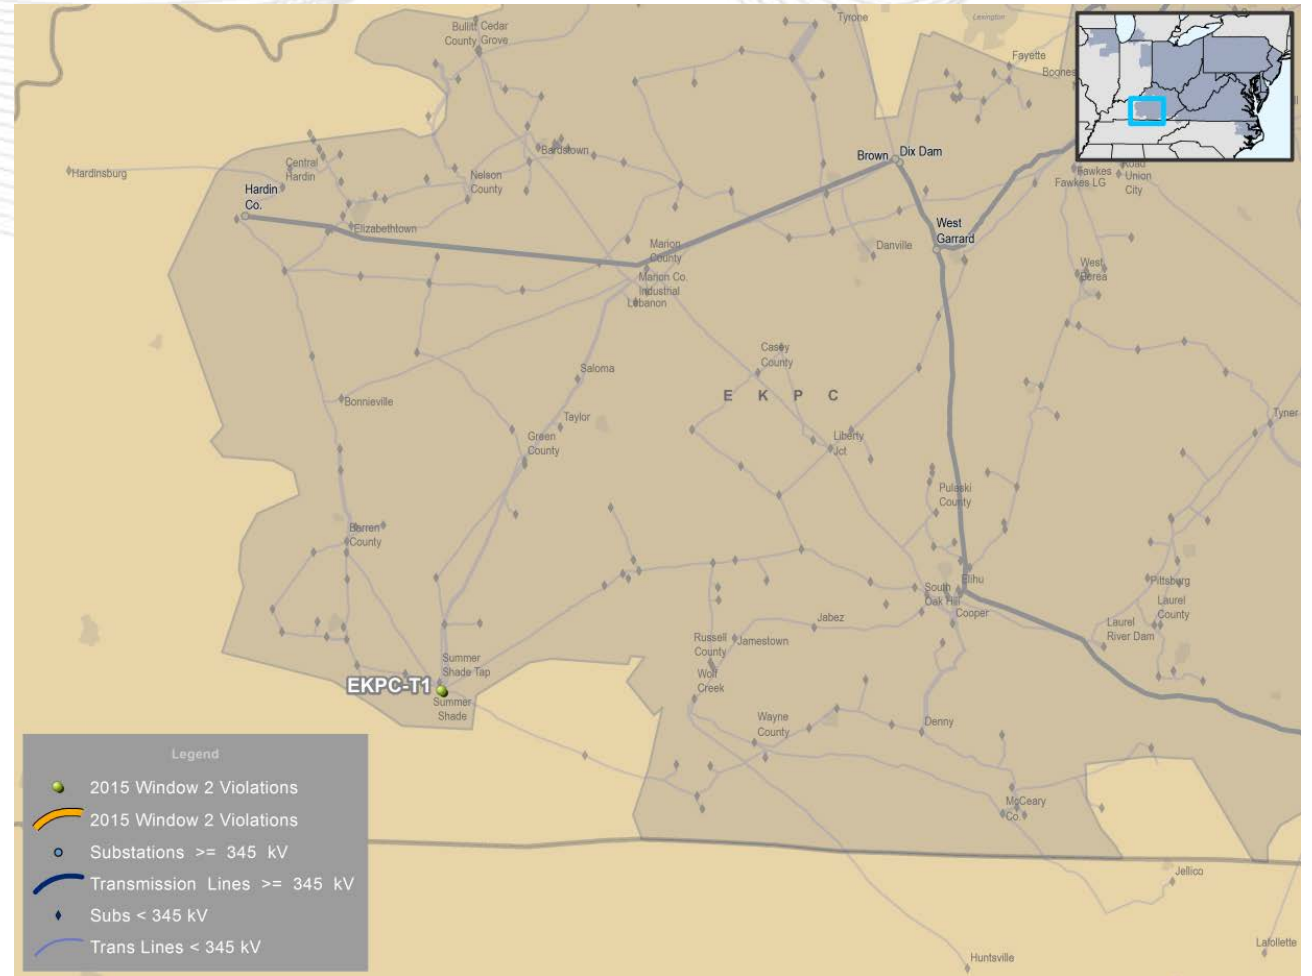 Tyrone
Lexington
Bullitt
County
Cedar
Grove
Fayette
Hardinsburg
Central
Hardin
Bardstown
Nelson
County
Brown
Dix Dam
Fawkes
Fawkes LG
Road
Union
City
Hardin
Co.
Elizabethtown
West
Garrard
Danville
Marion
County
Marion Co.
Industrial
Lebanon
West
Berea
Casey
County
Saloma
E K P C
Bonnieville
Taylor
Tyner
Green
County
Liberty
Jct
Pulaski
County
Barren
County
Elihu
South
Oak Hill
Cooper
Pittsburg
Laurel
County
Laurel
River Dam
Jabez
Russell
County
Jamestown
Summer
Shade Tap
EKPC-T1
Summer
Shade
Wolf
Creek
Wayne
County
Denny
McCeary
Co.
Jellico
Lafollette
Huntsville
Legend
2015 Window 2 Violations
2015 Window 2 Violations
Substations >= 345 kV
Transmission Lines >= 345 kV
Subs < 345 kV
Trans Lines < 345 kV